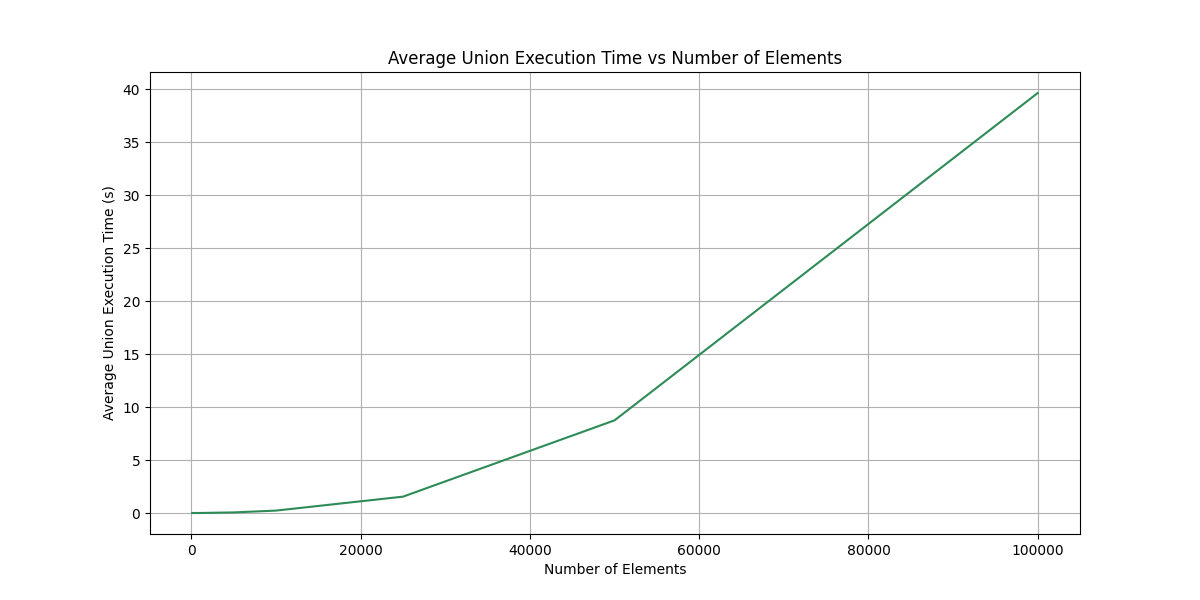 Average Union Execution Time vs Number of Elements
40
35
30
25
20
15
10
5
0
Average Union Execution Time (s)
0 20000 40000 60000 80000 100000
Number of Elements